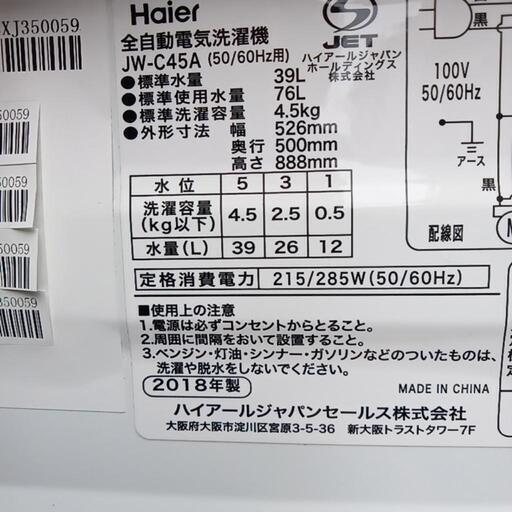 XJ350059
50059
50059
50059
350059
Haier
全自動電気洗濯機
JW-C45A (50/60Hz用)
JET
ハイアールジャパン
ホールディングス
株式会社
●標準水量 39L
●標準使用水量 76L
●標準洗濯容量 4.5kg
●外形寸法 幅 526mm
奥行 500mm
高さ 888mm
水位 5 3 1
洗濯容量
(kg以下) 4.5 2.5 0.5
水量(L) 39 26 12
定格消費電力 215/285W(50/60Hz)
黒
100V
50/60Hz
アース
黒
配線図
■使用上の注意
1.電源は必ずコンセントからとること。
2.周囲に間隔をおいて設置すること。
3.ベンジン・灯油・シンナー・ガソリンなどのついたものは、
洗濯や脱水をしないでください。
2018年製
MADE IN CHINA
ハイアールジャパンセールス株式会社
大阪府大阪市淀川区宮原3-5-36 新大阪トラストタワー7F